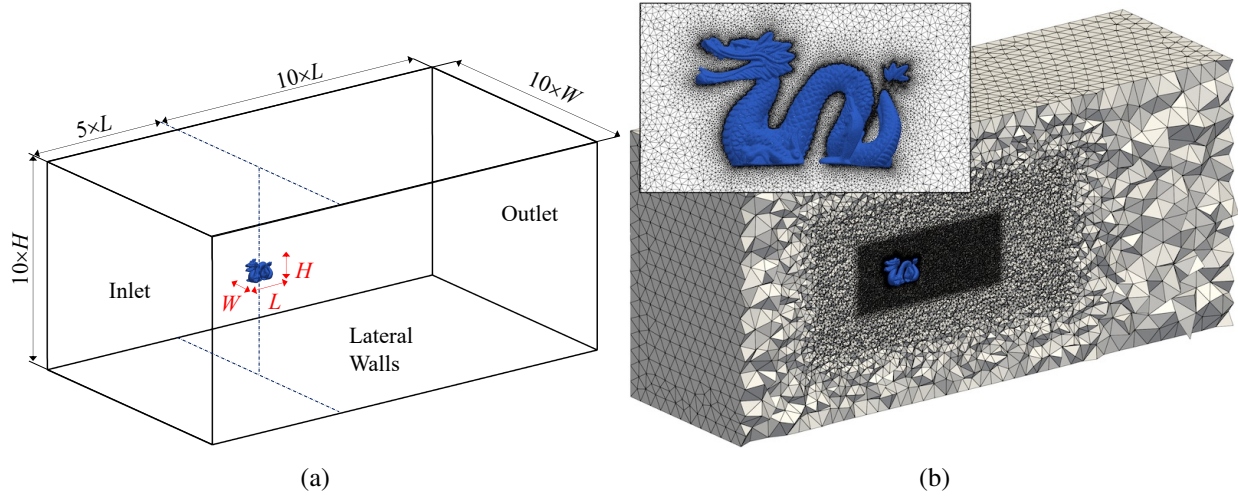 10×L
5×L
10×W
10×H
Inlet
Outlet
H
W
L
Lateral
Walls
(a)
(b)